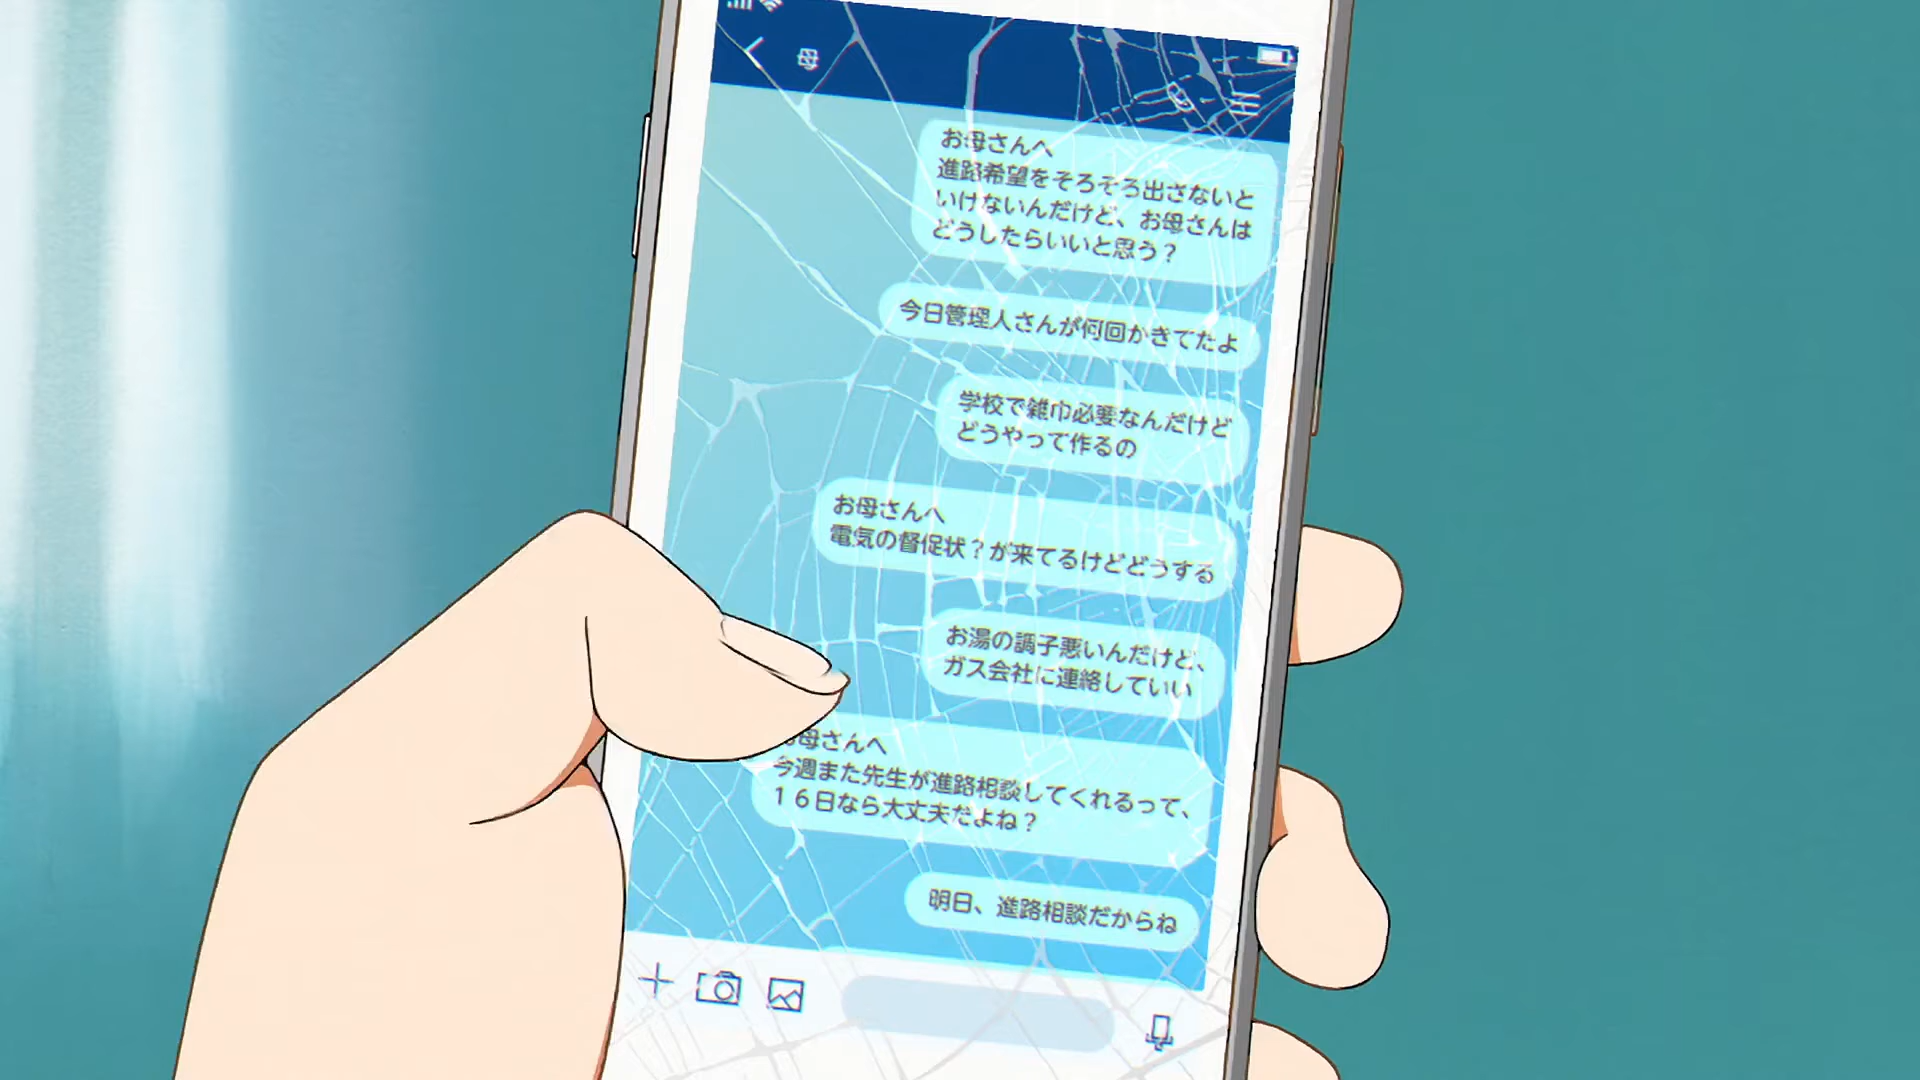 母
お母さんへ
進路希望をそろそろ出さないと
いけないんだけど、お母さんは
どうしたらいいと思う？
今日管理人さんが何回かきてたよ
学校で雑巾必要なんだけど
どうやって作るの
お母さんへ
電気の督促状？が来てるけどどうする
お湯の調子悪いんだけど、
ガス会社に連絡していい
お母さんへ
今週また先生が進路相談してくれるって、
１６日なら大丈夫だよね？
明日、進路相談だからね